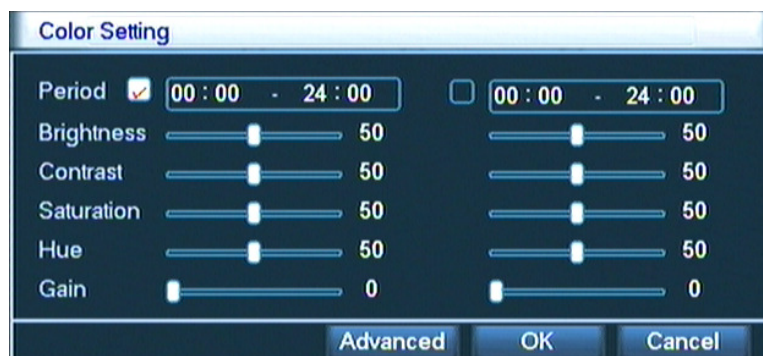 Color Setting
Period 00:00 - 24:00 00:00 - 24:00
Brightness 50 50
Contrast 50 50
Saturation 50 50
Hue 50 50
Gain 0 0
Advanced OK Cancel